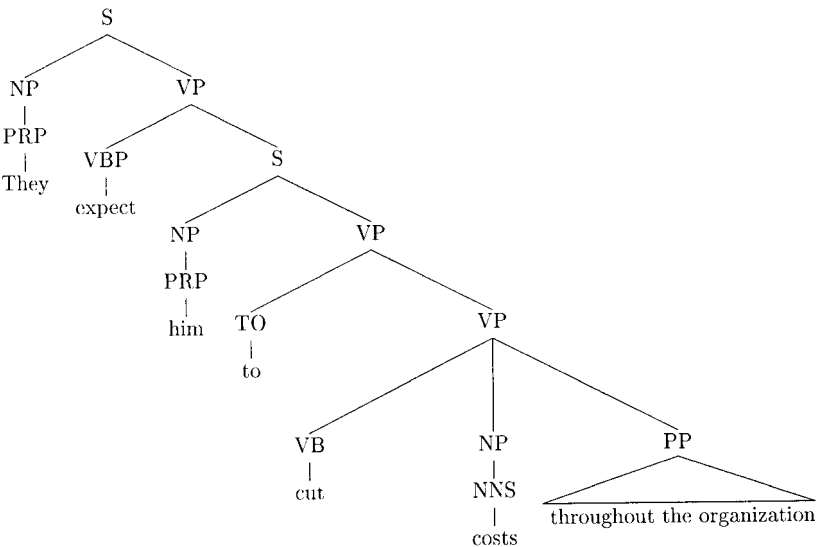 S
NP VP
PRP
VBP S
They
expect
NP VP
PRP
him TO VP
to
VB NP PP
cut NNS
throughout the organization
costs